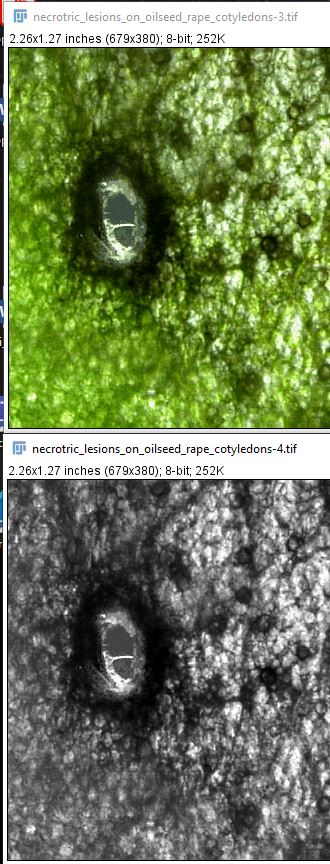 necrotric_lesions_on_oilseed_rape_cotyledons-3.tif
2.26x1.27 inches (679x380); 8-bit; 252K
necrotric_lesions_on_oilseed_rape_cotyledons-4.tif
2.26x1.27 inches (679x380); 8-bit; 252K